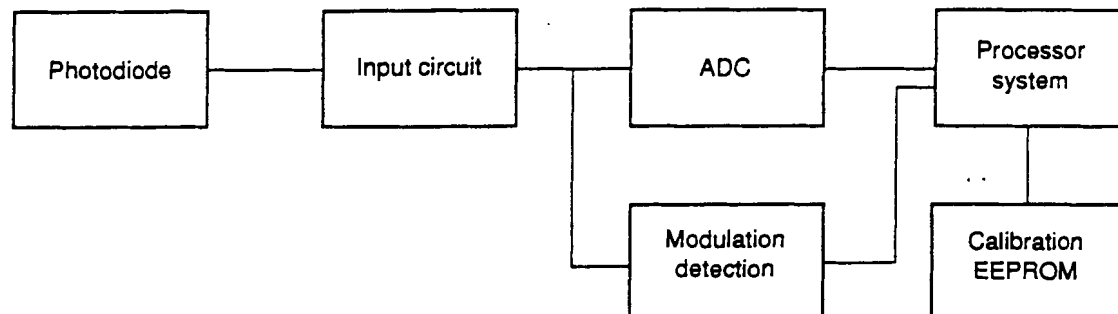 Photodiode
Input circuit
ADC
Processor
system
Modulation
detection
Calibration
EEPROM